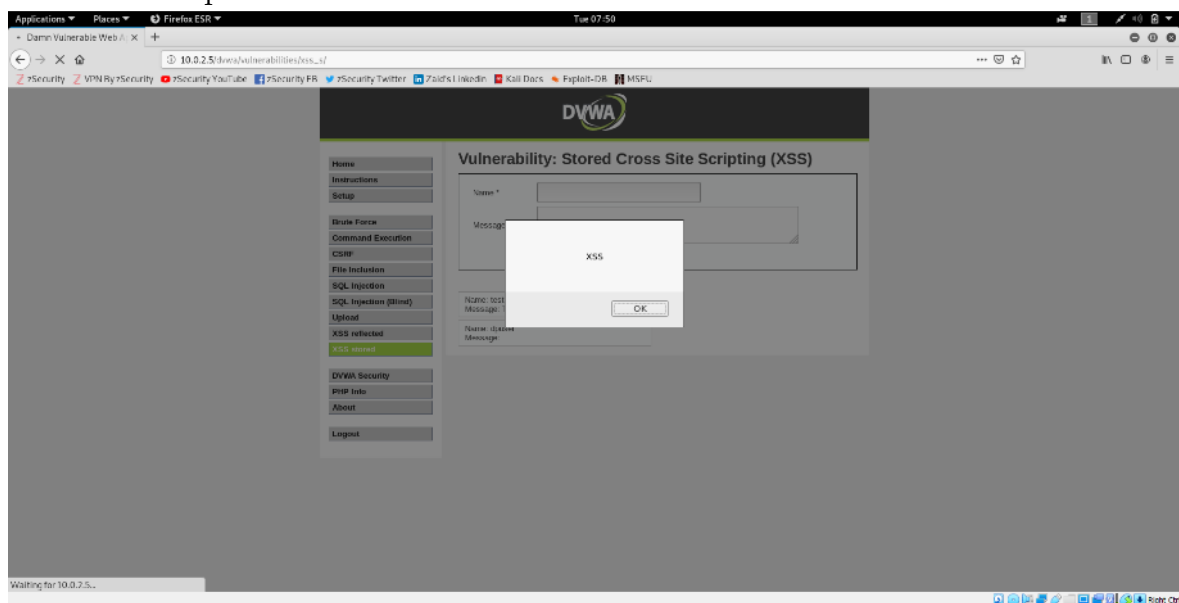 Applications Places Firefox ESR Tue 07:50 1
Damn Vulnerable Web A
10.0.2.5/dvwa/vulnerabilities/xss_s/
zSecurity VPN By zSecurity zSecurity YouTube zSecurity FB zSecurity Twitter Zaid's Linkedin Kali Docs Exploit-DB MSFU
DVWA
Vulnerability: Stored Cross Site Scripting (XSS)
Home
Instructions
Setup
Brute Force
Command Execution
CSRF
File Inclusion
SQL Injection
SQL Injection (Blind)
Upload
XSS reflected
XSS stored
DVWA Security
PHP Info
About
Logout
Name *
Message
XSS
OK
Name: test
Message: T
Name:
Message:
Waiting for 10.0.2.5...
Right Ctr